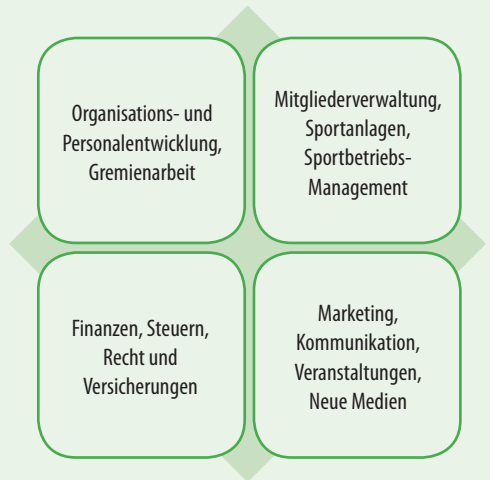 Organisations- und
Personalentwicklung,
Gremienarbeit
Mitgliederverwaltung,
Sportanlagen,
Sportbetriebs-
Management
Finanzen, Steuern,
Recht und
Versicherungen
Marketing,
Kommunikation,
Veranstaltungen,
Neue Medien